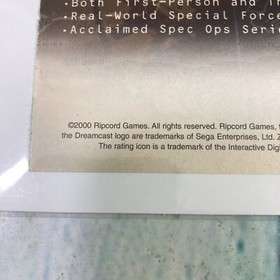 •Both First-Person and
•Real-World Special Force
•Acclaimed Spec Ops Seri
©2000 Ripcord Games. All rights reserved. Ripcord Games,
the Dreamcast logo are trademarks of Sega Enterprises, Ltd.
The rating icon is a trademark of the Interactive Digi